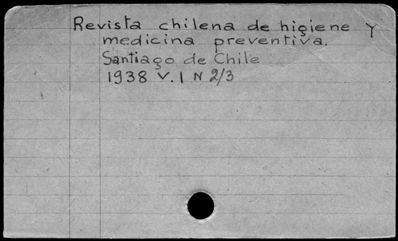 Revista chilena de higiene y
medicina preventiva.
Santiago de Chile
1938 V. 1 N 2/3